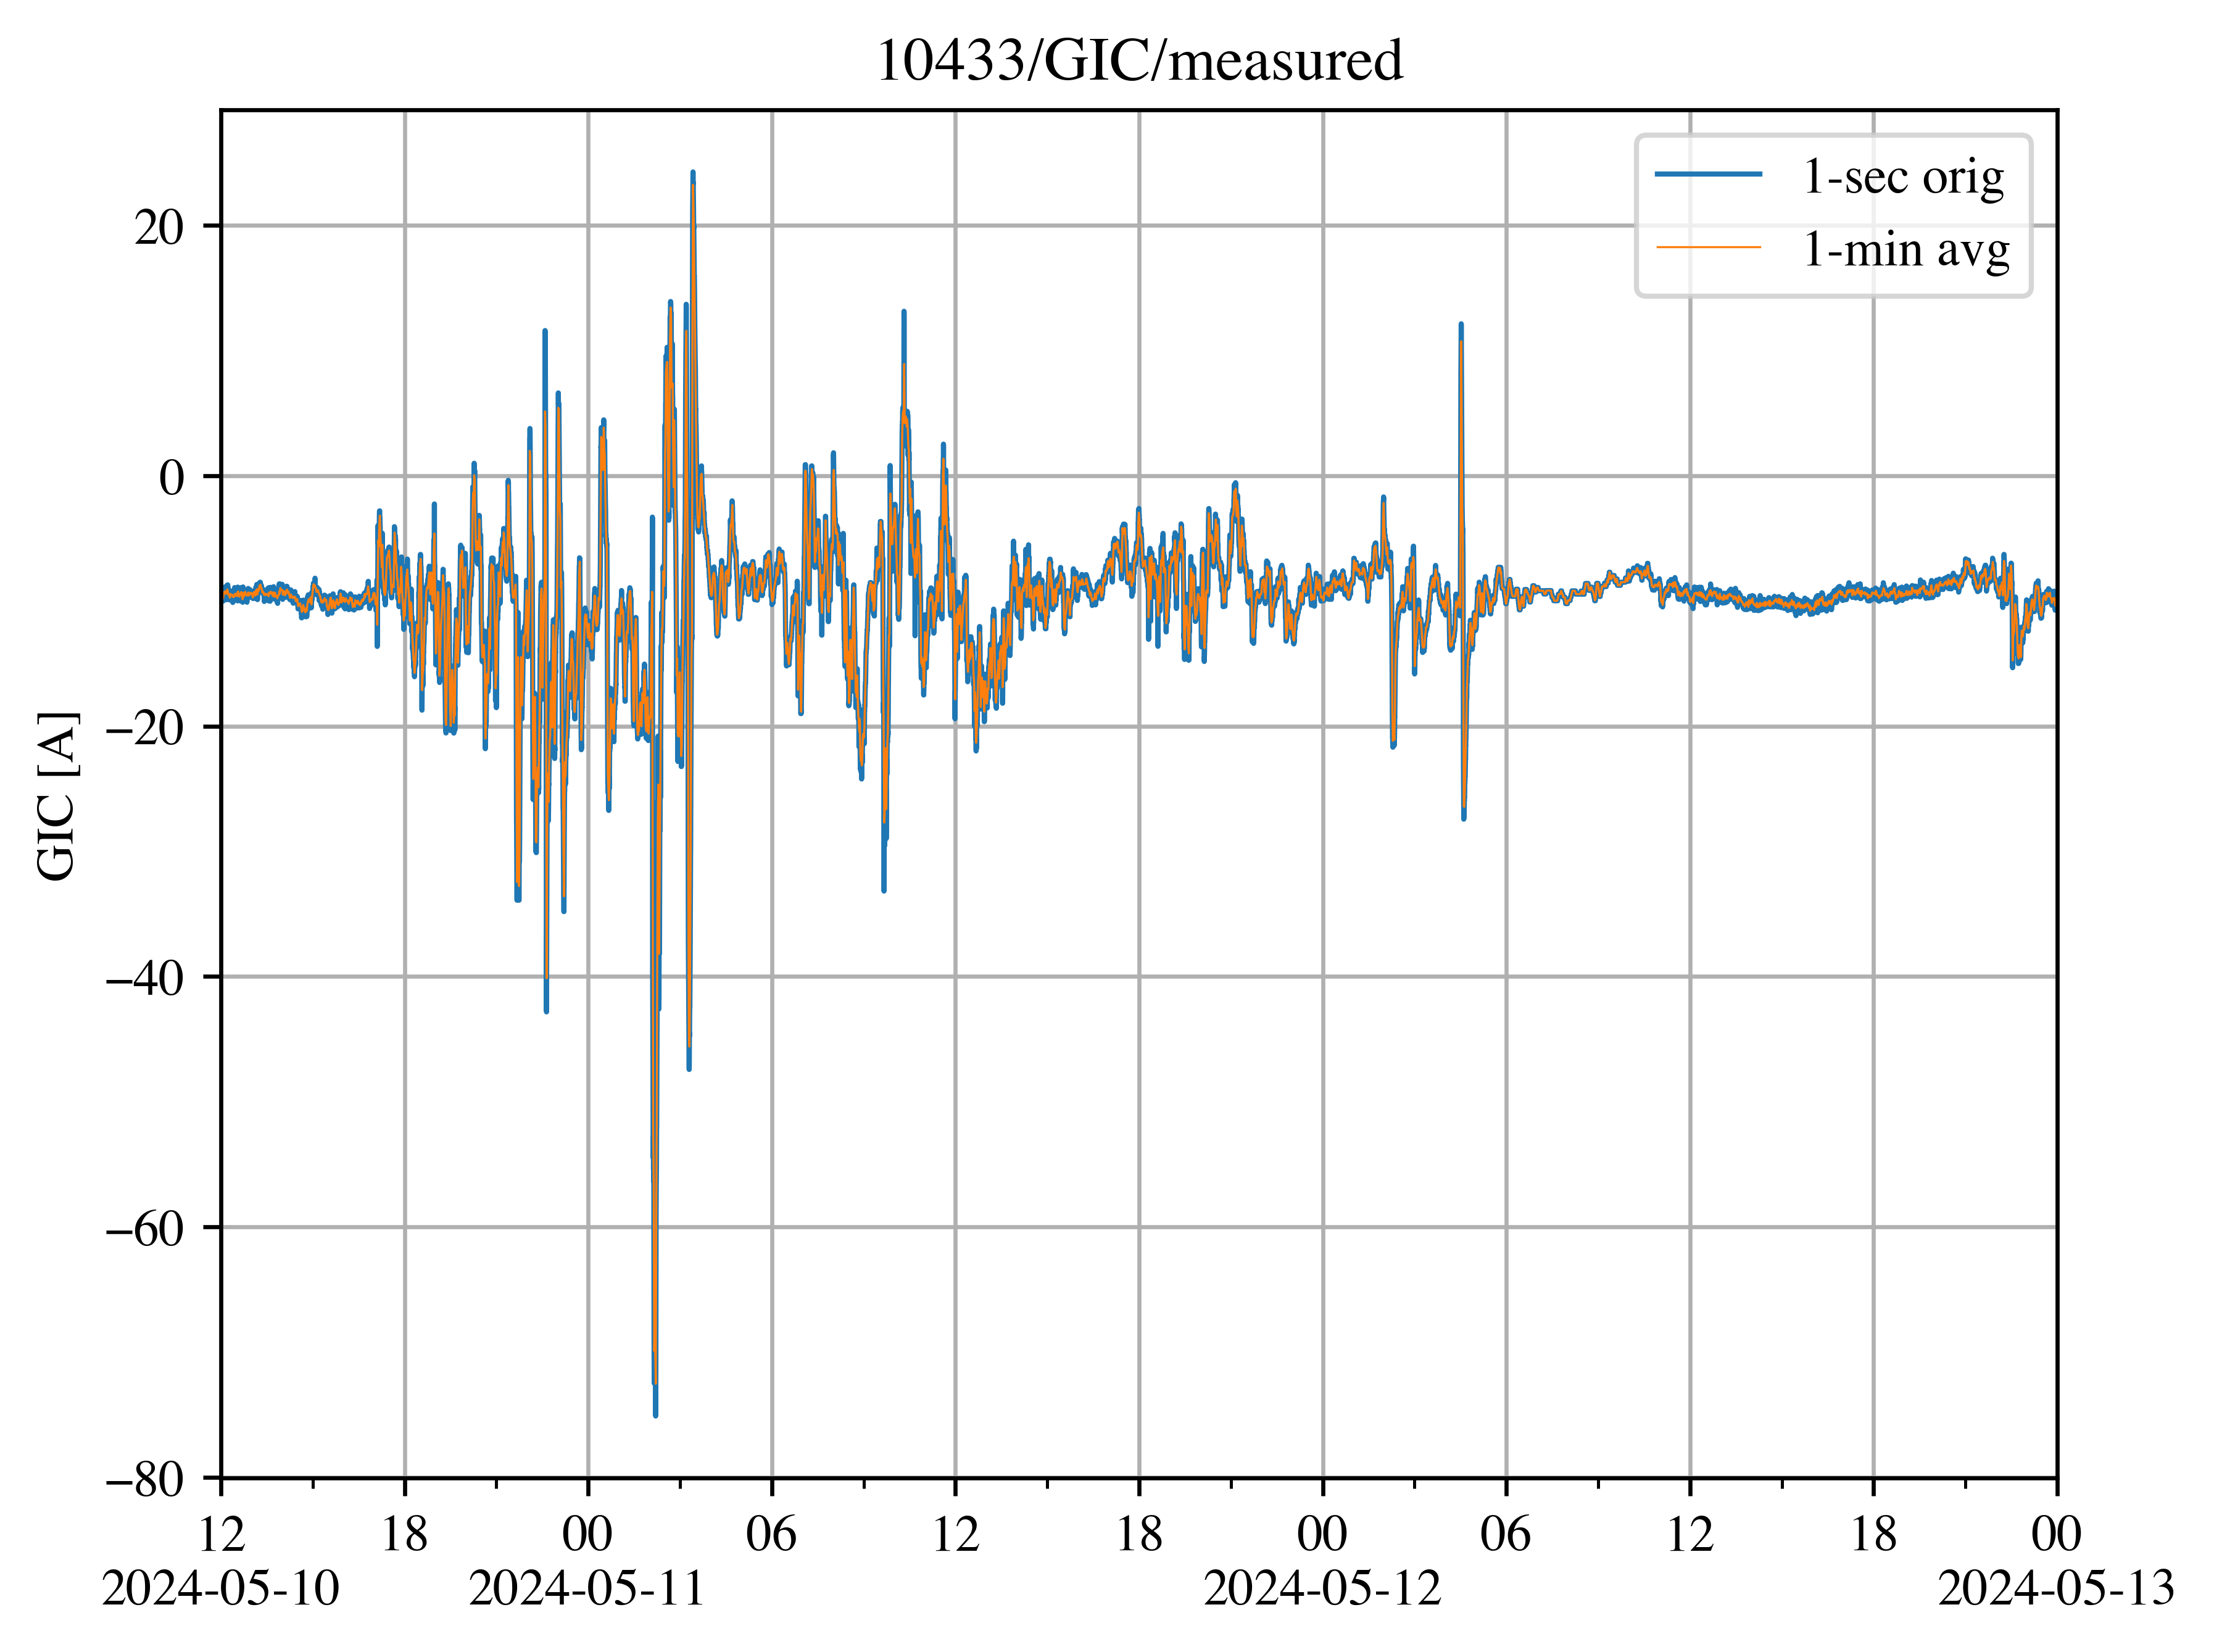 10433/GIC/measured
1-sec orig
1-min avg
20
0
−20
−40
−60
−80
GIC [A]
12 18 00 06 12 18 00 06 12 18 00
2024-05-10 2024-05-11 2024-05-12 2024-05-13